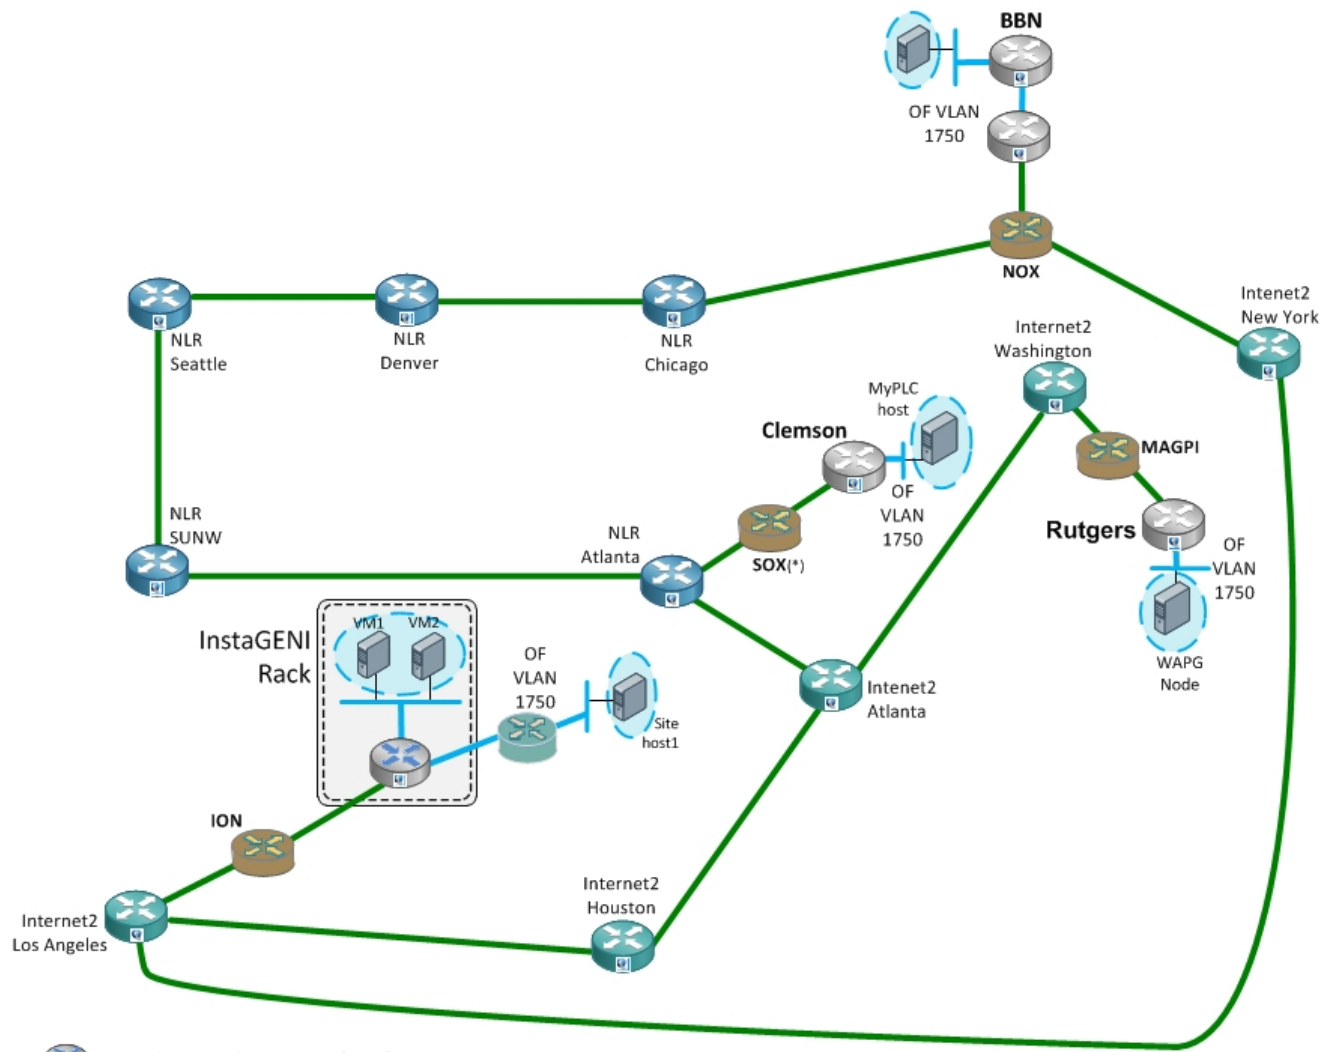 BBN
OF VLAN
1750
NOX
Intenet2
New York
NLR
Seattle
NLR
Denver
NLR
Chicago
Internet2
Washington
MyPLC
host
Clemson
MAGPI
OF
VLAN
1750
NLR
SUNW
NLR
Atlanta
SOX(*)
Rutgers
OF
VLAN
1750
WAPG
Node
InstaGENI
Rack
VM1
VM2
OF
VLAN
1750
Site
host1
Intenet2
Atlanta
ION
Internet2
Los Angeles
Internet2
Houston